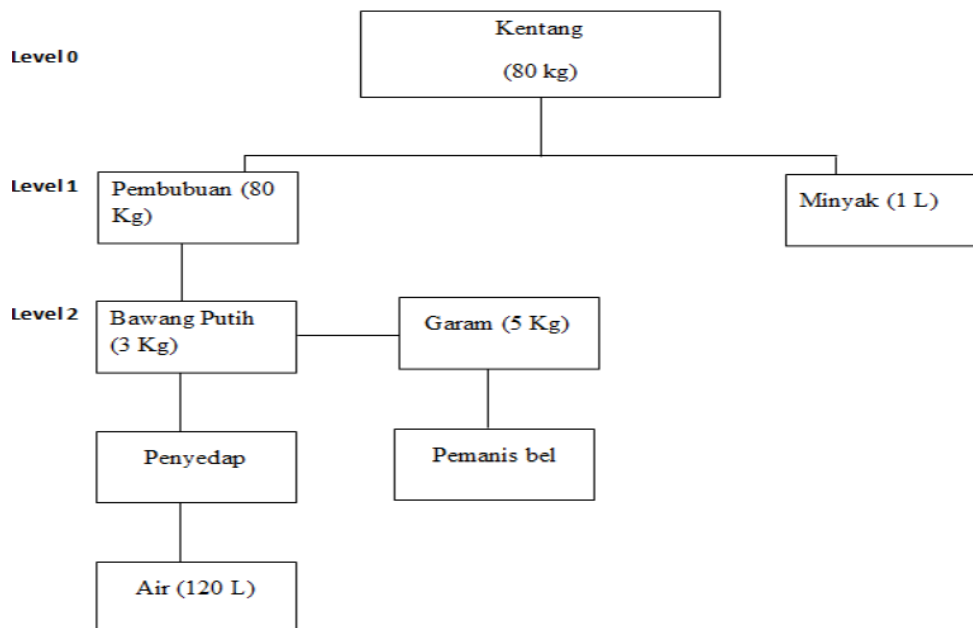 Kentang
Level 0
(80 kg)
Level 1
Pembubuan (80
Kg)
Minyak (1 L)
Level 2
Bawang Putih
(3 Kg)
Garam (5 Kg)
Penyedap
Pemanis bel
Air (120 L)